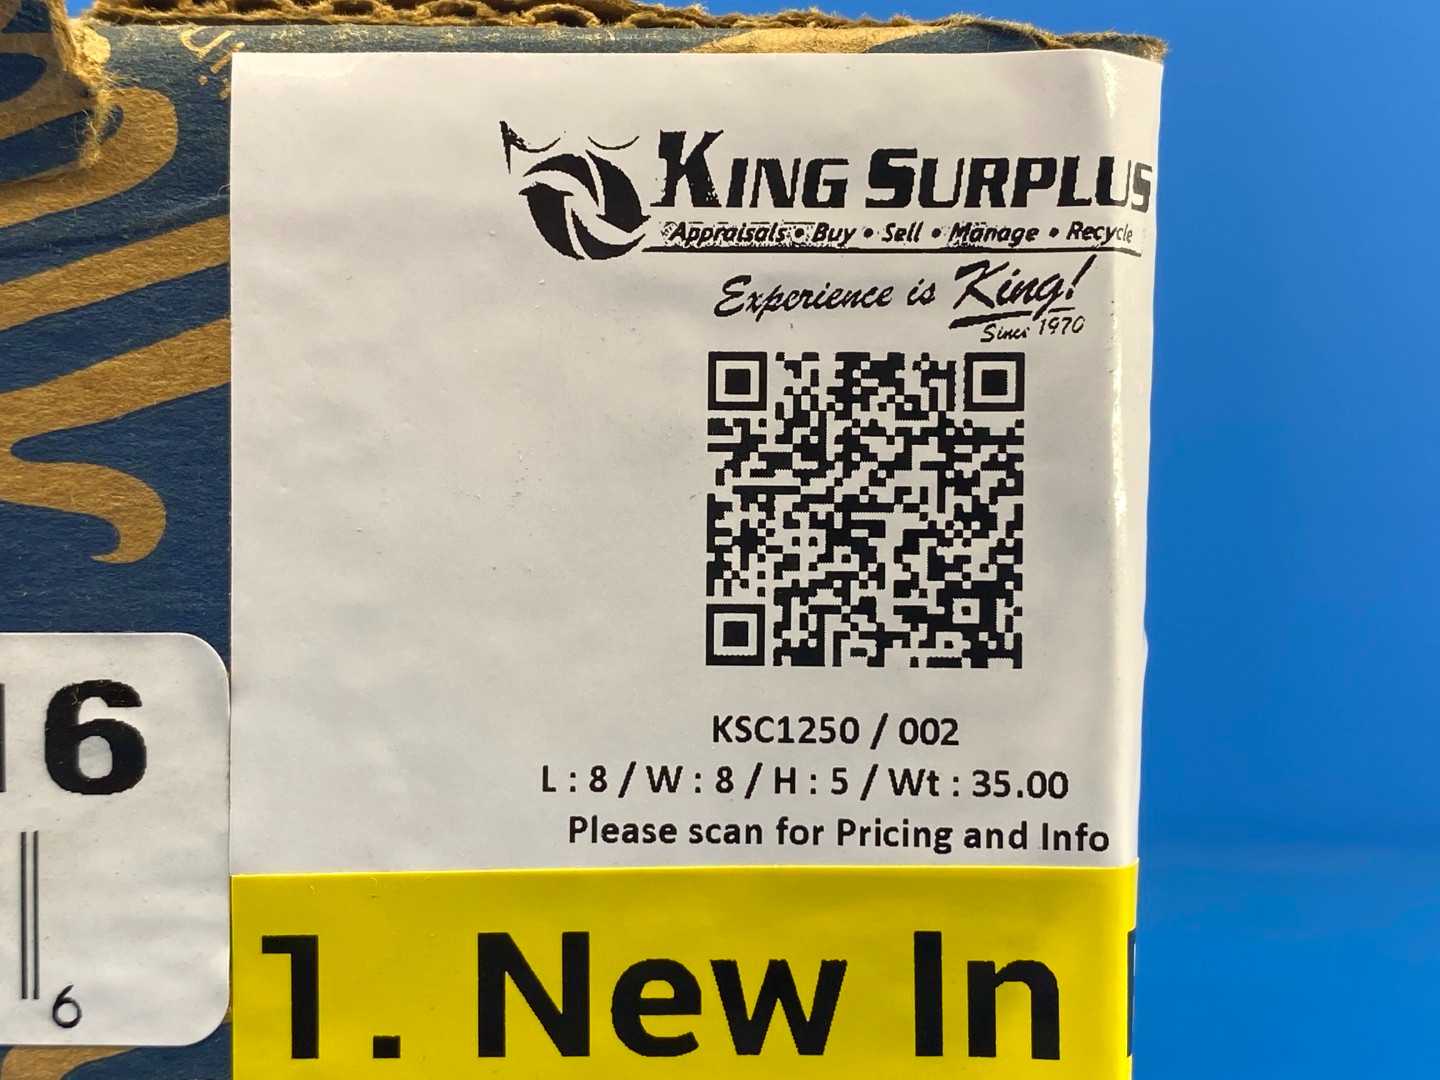 KING SURPLUS
Appraisals • Buy • Sell • Manage • Recycle
Experience is King!
Since 1970
KSC1250 / 002
L : 8 / W : 8 / H : 5 / Wt : 35.00
Please scan for Pricing and Info
1. New In
16
6